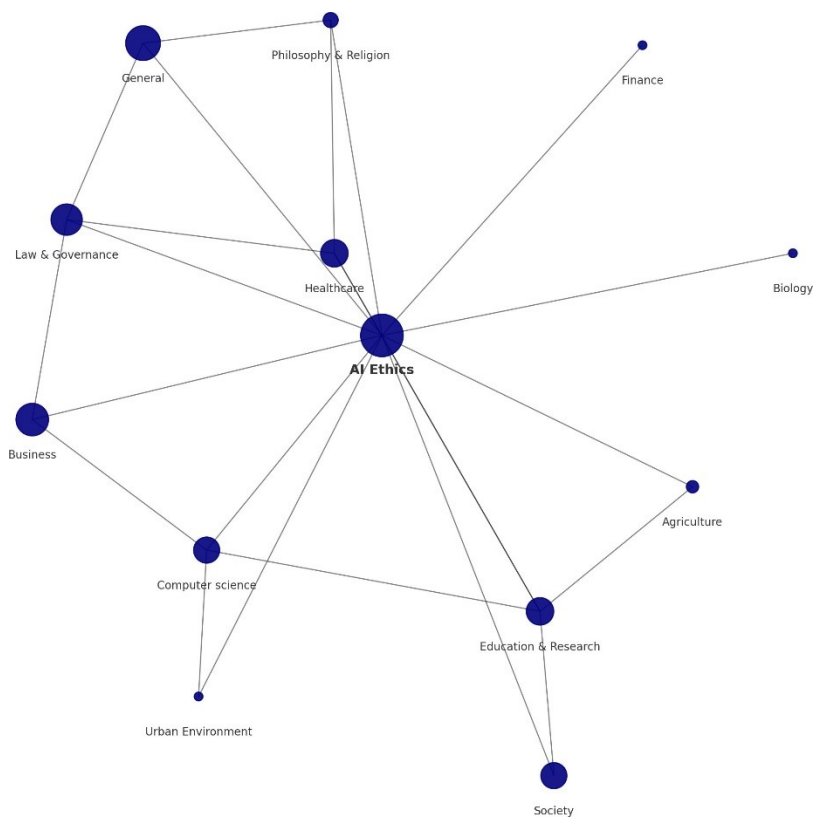 Philosophy & Religion
General
Finance
Law & Governance
Healthcare
Biology
AI Ethics
Business
Agriculture
Computer science
Education & Research
Urban Environment
Society